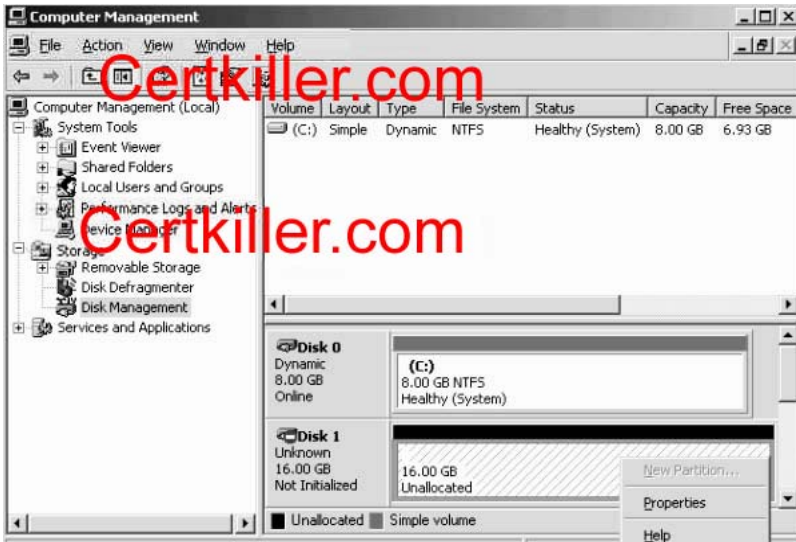 Computer Management
File Action View Window Help
Certkiller.com
Computer Management (Local)
System Tools
Event Viewer
Shared Folders
Local Users and Groups
Performance Logs and Alerts
Device Manager
Certkiller.com
Storage
Removable Storage
Disk Defragmenter
Disk Management
Services and Applications
Volume Layout Type File System Status Capacity Free Space
(C:) Simple Dynamic NTFS Healthy (System) 8.00 GB 6.93 GB
Disk 0
Dynamic
8.00 GB
Online
(C:)
8.00 GB NTFS
Healthy (System)
Disk 1
Unknown
16.00 GB
Not Initialized
16.00 GB
Unallocated
New Partition...
Properties
Help
Unallocated Simple volume